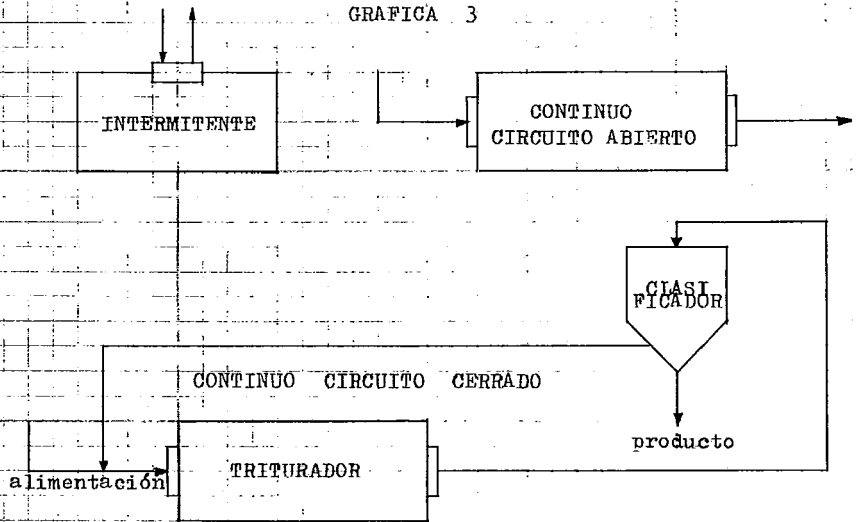 GRAFICA 3
INTERMITENTE
CONTINUO
CIRCUITO ABIERTO
CLASI
FICADOR
CONTINUO CIRCUITO CERRADO
producto
alimentación
TRITURADOR